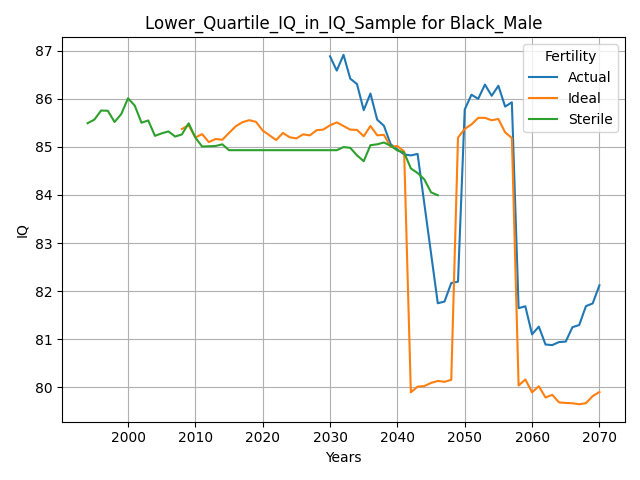 Lower_Quartile_IQ_in_IQ_Sample for Black_Male
87
86
85
84
83
82
81
80
IQ
Fertility
Actual
Ideal
Sterile
2000
2010
2020
2030
2040
2050
2060
2070
Years